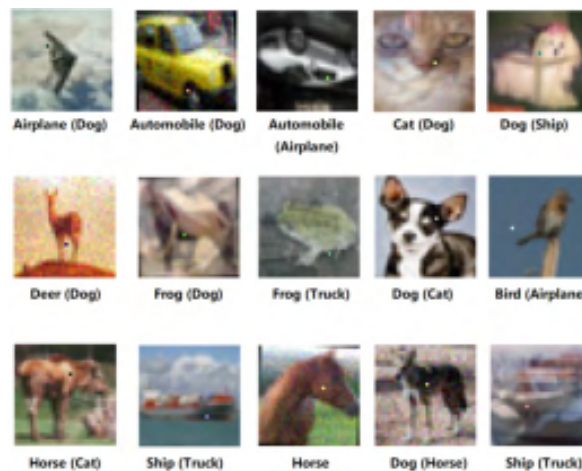 Airplane (Dog)
Automobile (Dog)
Automobile
(Airplane)
Cat (Dog)
Dog (Ship)
Deer (Dog)
Frog (Dog)
Frog (Truck)
Dog (Cat)
Bird (Airplane
Horse (Cat)
Ship (Truck)
Horse
Dog (Horse)
Ship (Truck)